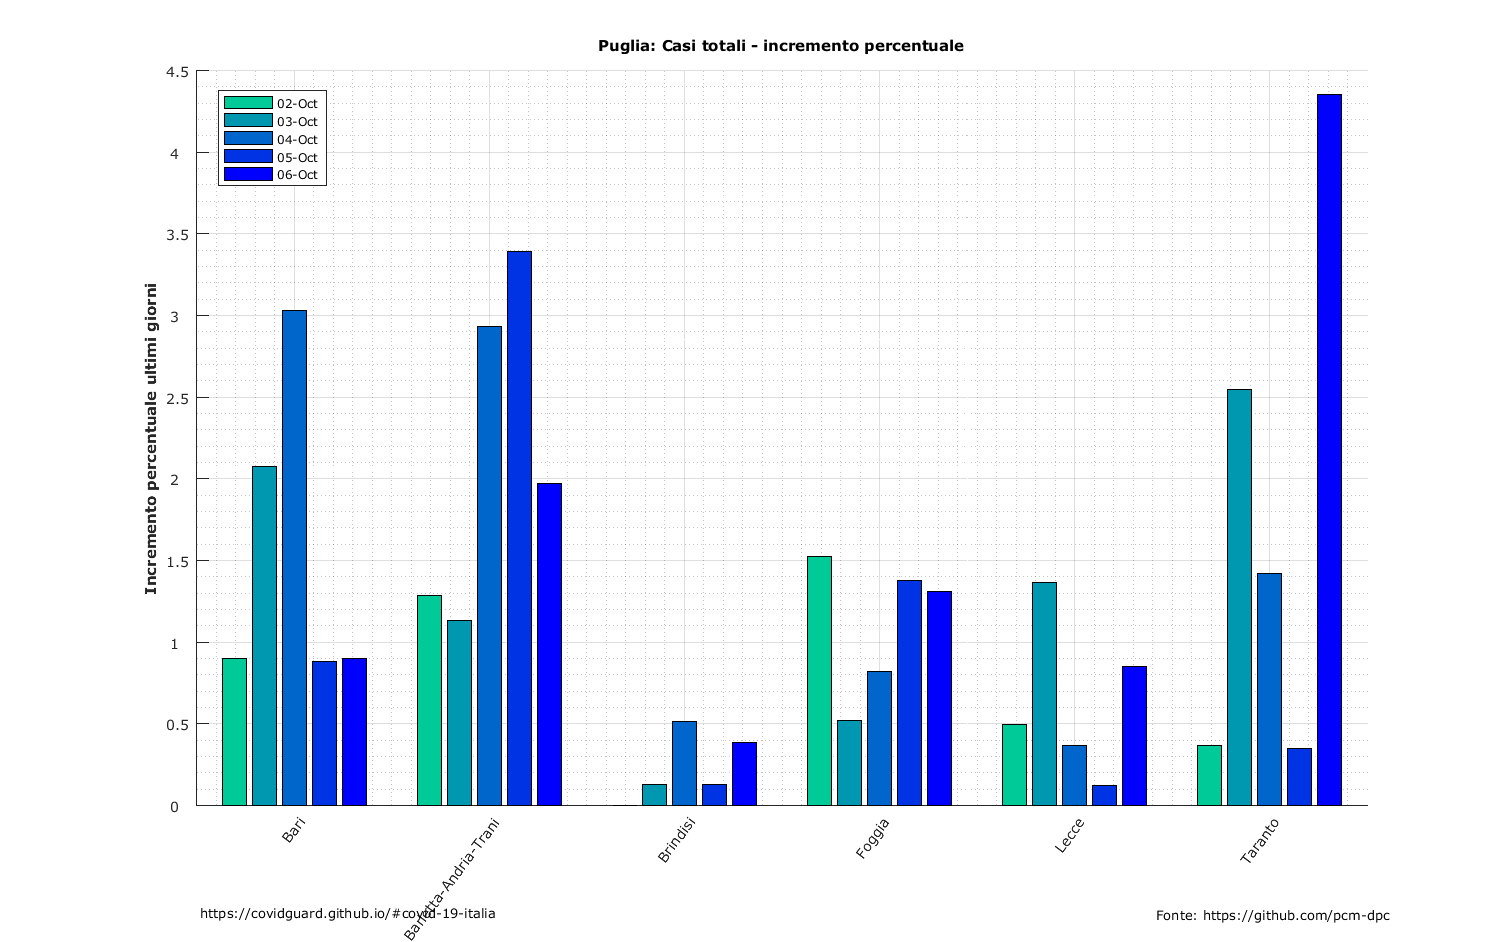 Puglia: Casi totali - incremento percentuale
4.5
4
3.5
3
2.5
2
1.5
1
0.5
0
Incremento percentuale ultimi giorni
02-Oct
03-Oct
04-Oct
05-Oct
06-Oct
Bari
Barletta-Andria-Trani
Brindisi
Foggia
Lecce
Taranto
https://covidguard.github.io/#covid-19-italia
Fonte: https://github.com/pcm-dpc